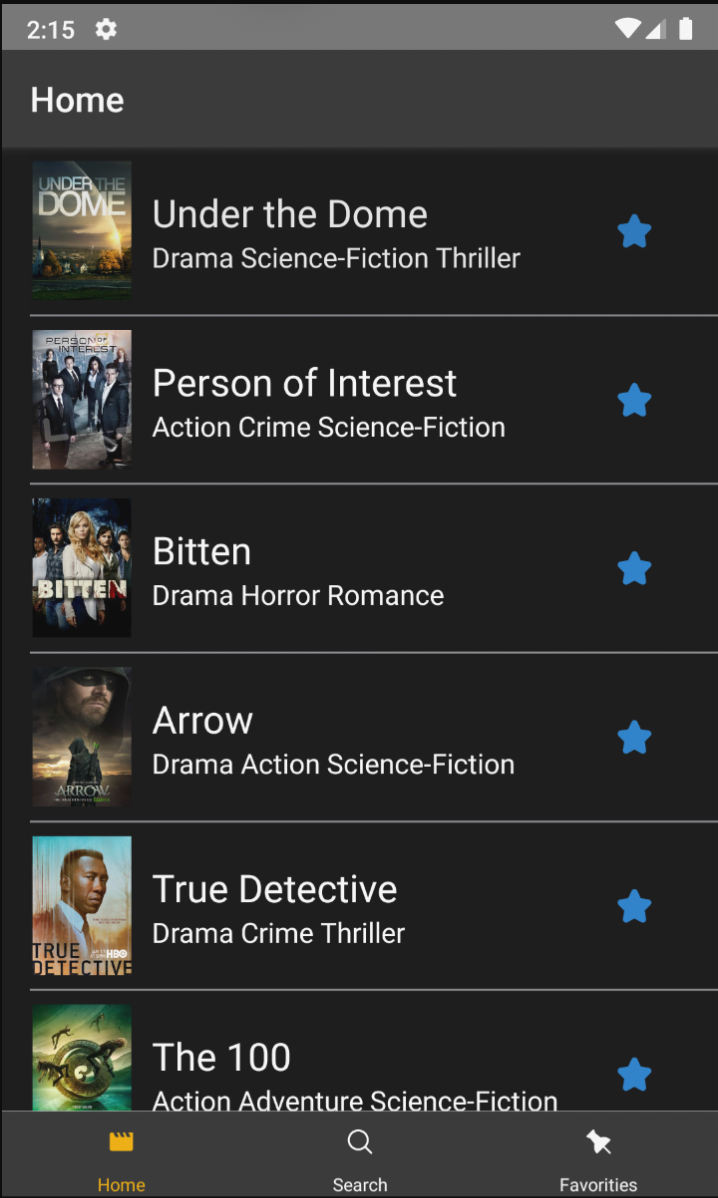 2:15
Home
UNDER THE
DOME
Under the Dome
Drama Science-Fiction Thriller
PERSON OF
INTEREST
Person of Interest
Action Crime Science-Fiction
BITTEN
Bitten
Drama Horror Romance
ARROW
Arrow
Drama Action Science-Fiction
TRUE
HBO
DETECTIVE
True Detective
Drama Crime Thriller
The 100
Action Adventure Science-Fiction
Home
Search
Favorities